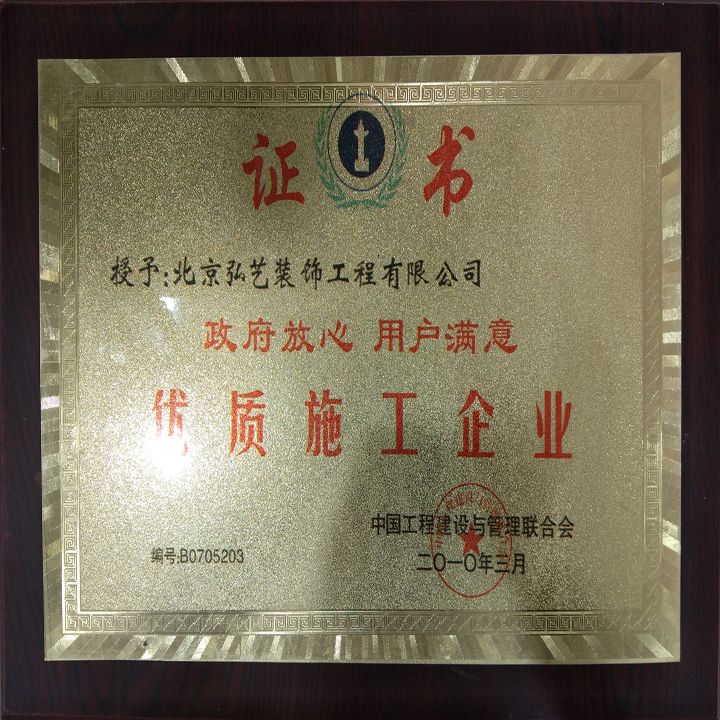 证书
授予:北京弘艺装饰工程有限公司
政府放心 用户满意
优质施工企业
中国工程建设与管理联合会
编号:B0705203
二〇一〇年三月